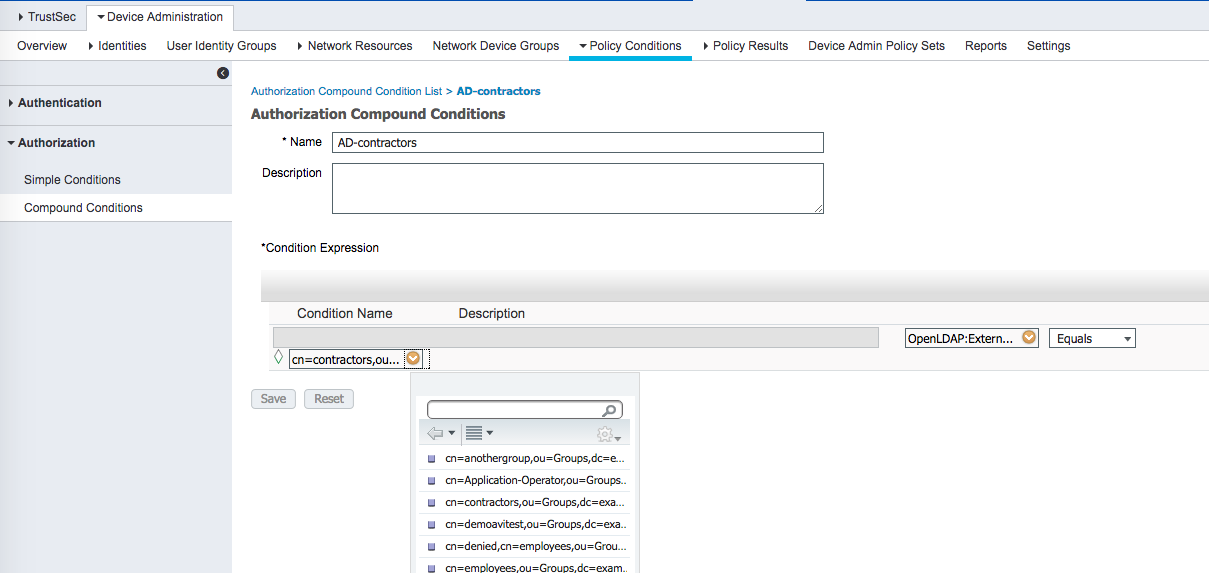 TrustSec Device Administration
Overview Identities User Identity Groups Network Resources Network Device Groups Policy Conditions Policy Results Device Admin Policy Sets Reports Settings
Authentication
Authorization
Simple Conditions
Compound Conditions
Authorization Compound Condition List > AD-contractors
Authorization Compound Conditions
* Name AD-contractors
Description
*Condition Expression
Condition Name Description
OpenLDAP:Extern... Equals
cn=contractors,ou...
Save Reset
cn=anothergroup,ou=Groups,dc=e...
cn=Application-Operator,ou=Groups..
cn=contractors,ou=Groups,dc=exa...
cn=demoavitest,ou=Groups,dc=exa..
cn=denied,cn=employees,ou=Grou...
cn=employees,ou=Groups,dc=exam..